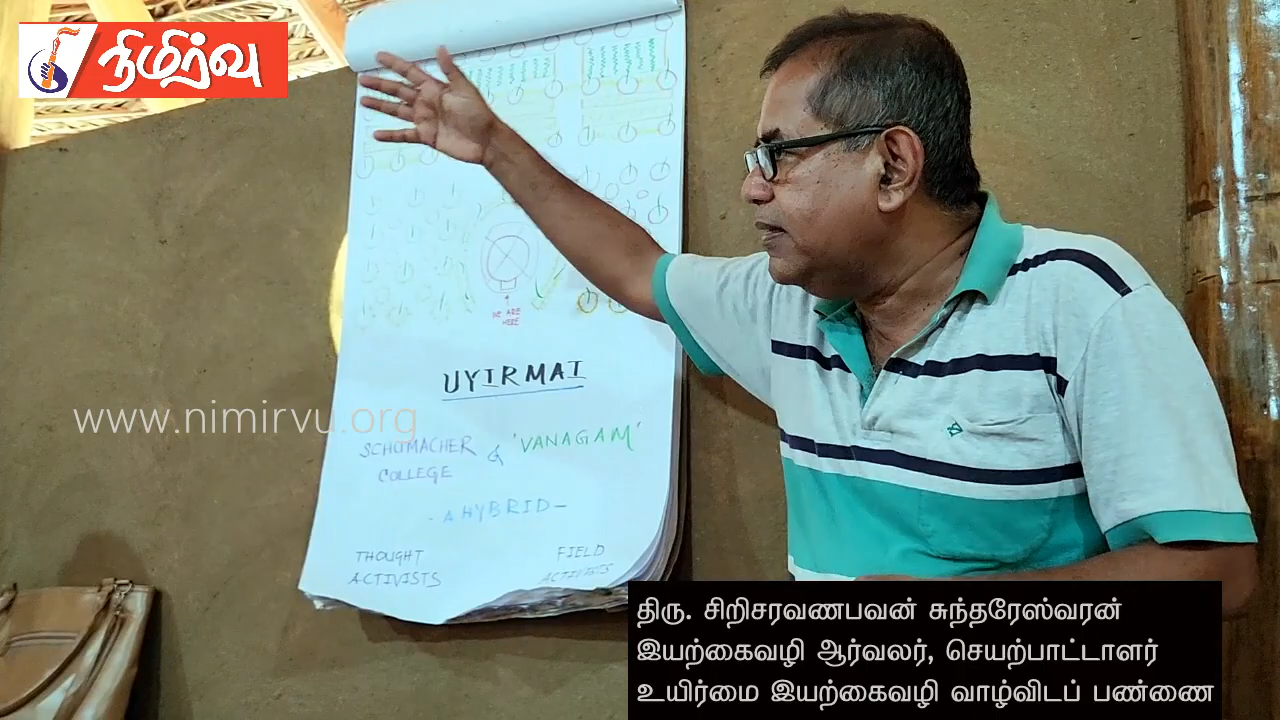 நிமிர்வு
WE ARE
HERE
UYIRMAI
www.nimirvu.org
SCHUMACHER & 'VANAGAM'
COLLEGE
- A HYBRID -
THOUGHT FIELD
ACTIVISTS ACTIVISTS
திரு. சிறிசரவணபவன் சுந்தரேஸ்வரன்
இயற்கைவழி ஆர்வலர், செயற்பாட்டாளர்
உயிர்மை இயற்கைவழி வாழ்விடப் பண்ணை